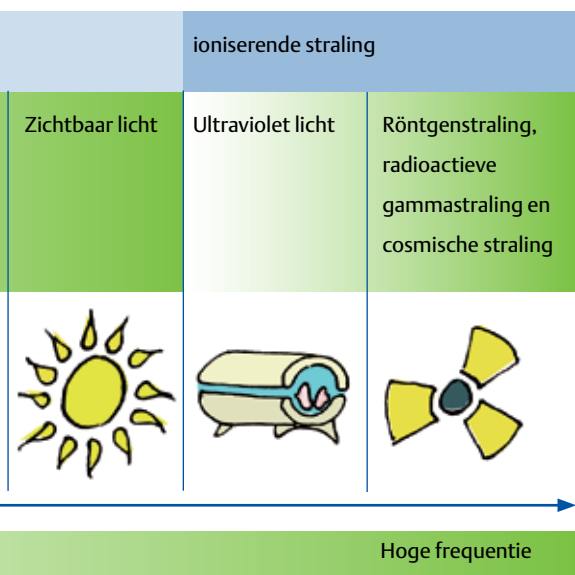 ioniserende straling
Zichtbaar licht
Ultraviolet licht
Röntgenstraling,
radioactieve
gammastraling en
cosmische straling
Hoge frequentie